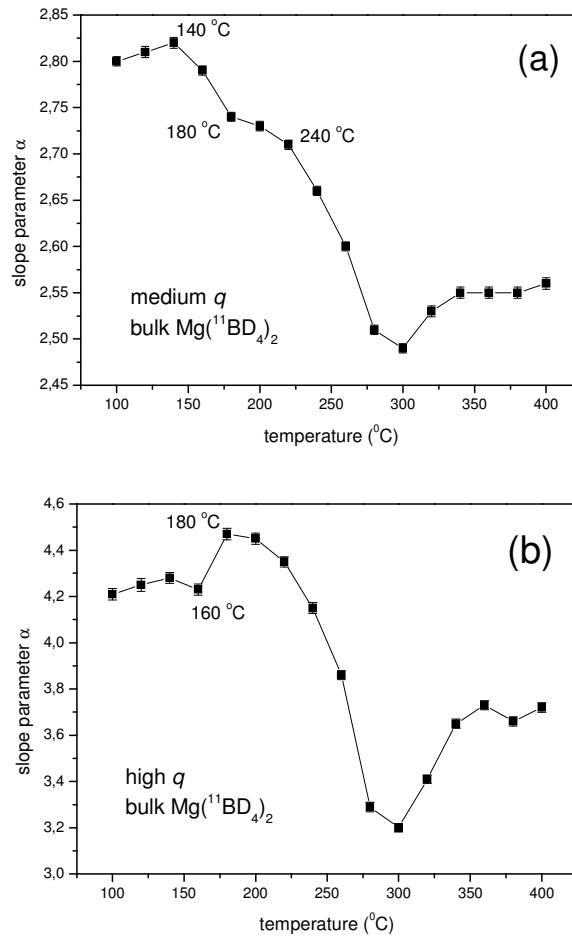 2,85
2,80
2,75
2,70
2,65
2,60
2,55
2,50
2,45
slope parameter α
140 °C
(a)
180 °C
240 °C
medium q
bulk Mg(¹¹BD₄)₂
100 150 200 250 300 350 400
temperature (⁰C)
4,6
4,4
4,2
4,0
3,8
3,6
3,4
3,2
3,0
slope parameter α
180 °C
(b)
160 °C
high q
bulk Mg(¹¹BD₄)₂
100 150 200 250 300 350 400
temperature (⁰C)